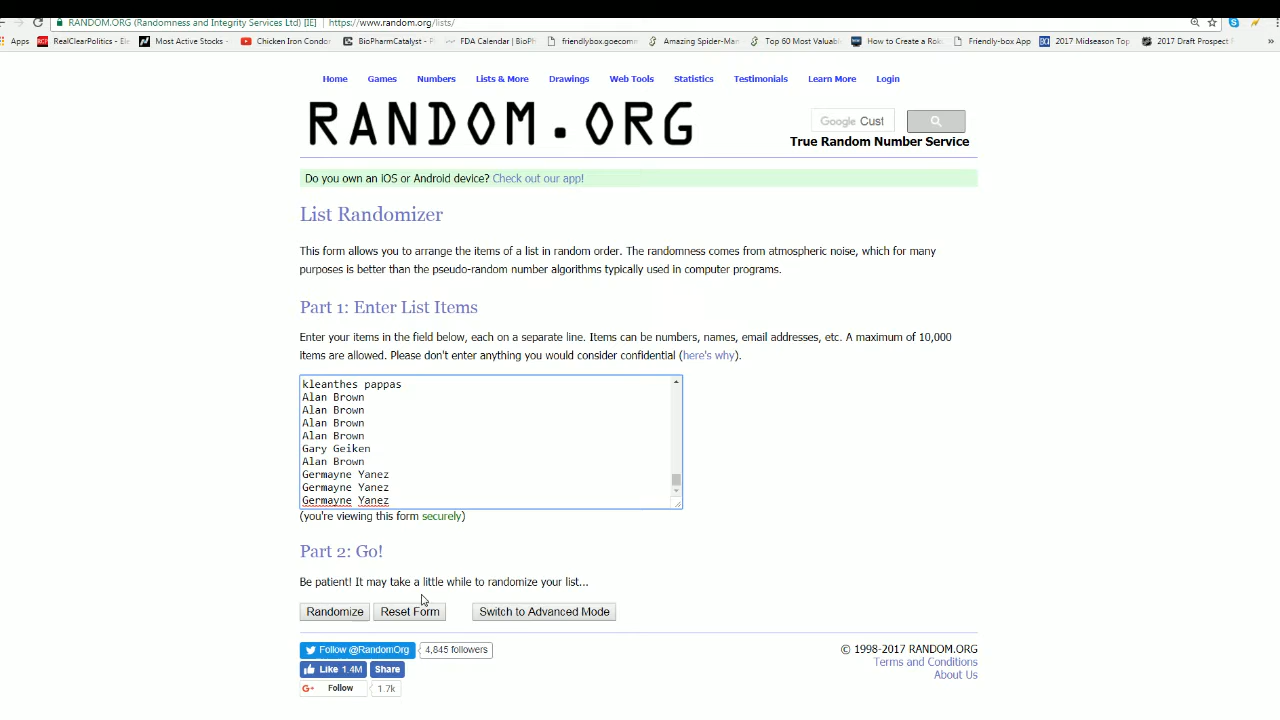 RANDOM.ORG (Randomness and Integrity Services Ltd) [IE] https://www.random.org/lists/
Apps RealClearPolitics - Ele Most Active Stocks - Chicken Iron Condor BioPharmCatalyst - FDA Calendar | BioPh friendlybox.goecomm Amazing Spider-Man Top 60 Most Valuabl How to Create a Rok Friendly-box App 2017 Midseason Top 2017 Draft Prospect »
Home Games Numbers Lists & More Drawings Web Tools Statistics Testimonials Learn More Login
RANDOM.ORG
Google Cust
True Random Number Service
Do you own an iOS or Android device? Check out our app!
List Randomizer
This form allows you to arrange the items of a list in random order. The randomness comes from atmospheric noise, which for many
purposes is better than the pseudo-random number algorithms typically used in computer programs.
Part 1: Enter List Items
Enter your items in the field below, each on a separate line. Items can be numbers, names, email addresses, etc. A maximum of 10,000
items are allowed. Please don't enter anything you would consider confidential (here's why).
kleanthes pappas
Alan Brown
Alan Brown
Alan Brown
Alan Brown
Gary Geiken
Alan Brown
Germayne Yanez
Germayne Yanez
Germayne Yanez
(you're viewing this form securely)
Part 2: Go!
Be patient! It may take a little while to randomize your list...
Randomize Reset Form Switch to Advanced Mode
Follow @RandomOrg 4,845 followers
Like 1.4M Share
G+ Follow 1.7k
© 1998-2017 RANDOM.ORG
Terms and Conditions
About Us